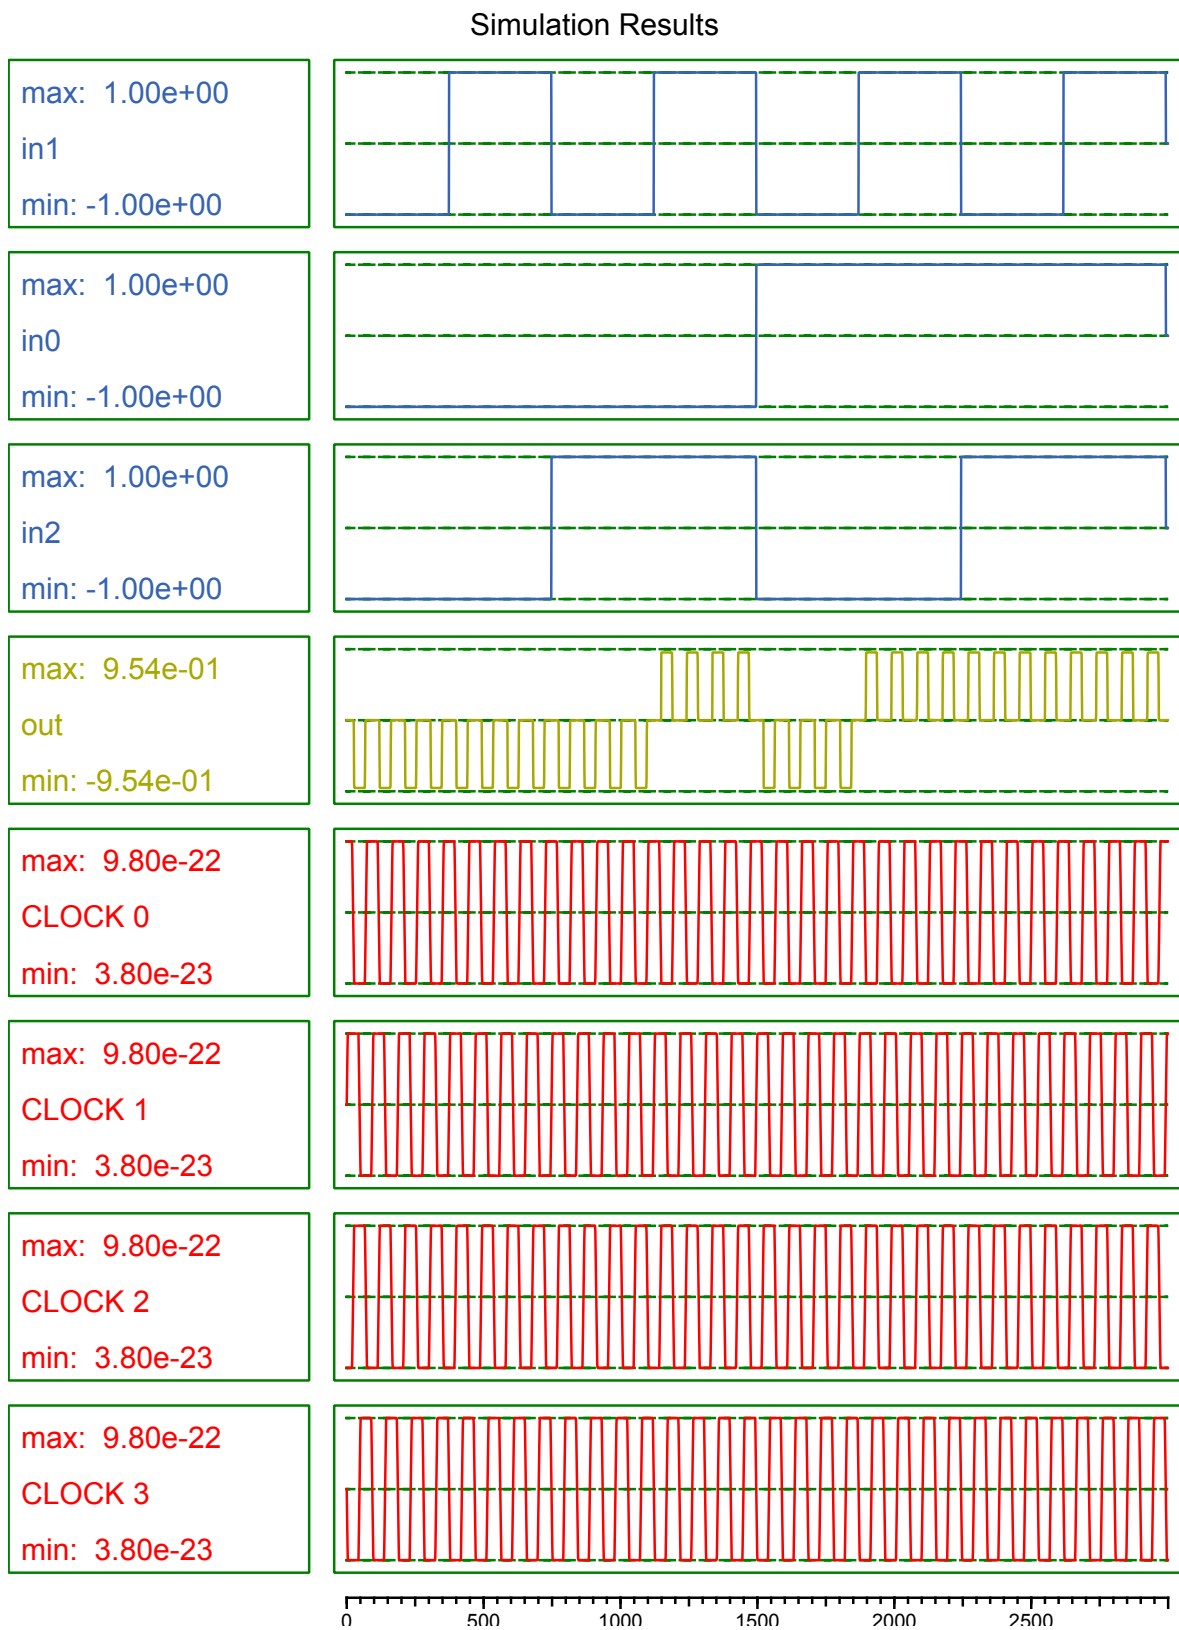 Simulation Results
max: 1.00e+00
in1
min: -1.00e+00
max: 1.00e+00
in0
min: -1.00e+00
max: 1.00e+00
in2
min: -1.00e+00
max: 9.54e-01
out
min: -9.54e-01
max: 9.80e-22
CLOCK 0
min: 3.80e-23
max: 9.80e-22
CLOCK 1
min: 3.80e-23
max: 9.80e-22
CLOCK 2
min: 3.80e-23
max: 9.80e-22
CLOCK 3
min: 3.80e-23
0 500 1000 1500 2000 2500